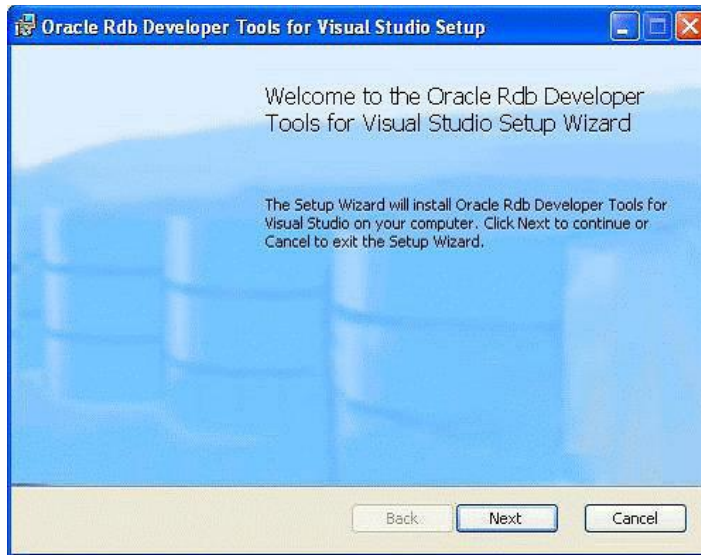 Oracle Rdb Developer Tools for Visual Studio Setup
Welcome to the Oracle Rdb Developer
Tools for Visual Studio Setup Wizard
The Setup Wizard will install Oracle Rdb Developer Tools for
Visual Studio on your computer. Click Next to continue or
Cancel to exit the Setup Wizard.
Back
Next
Cancel